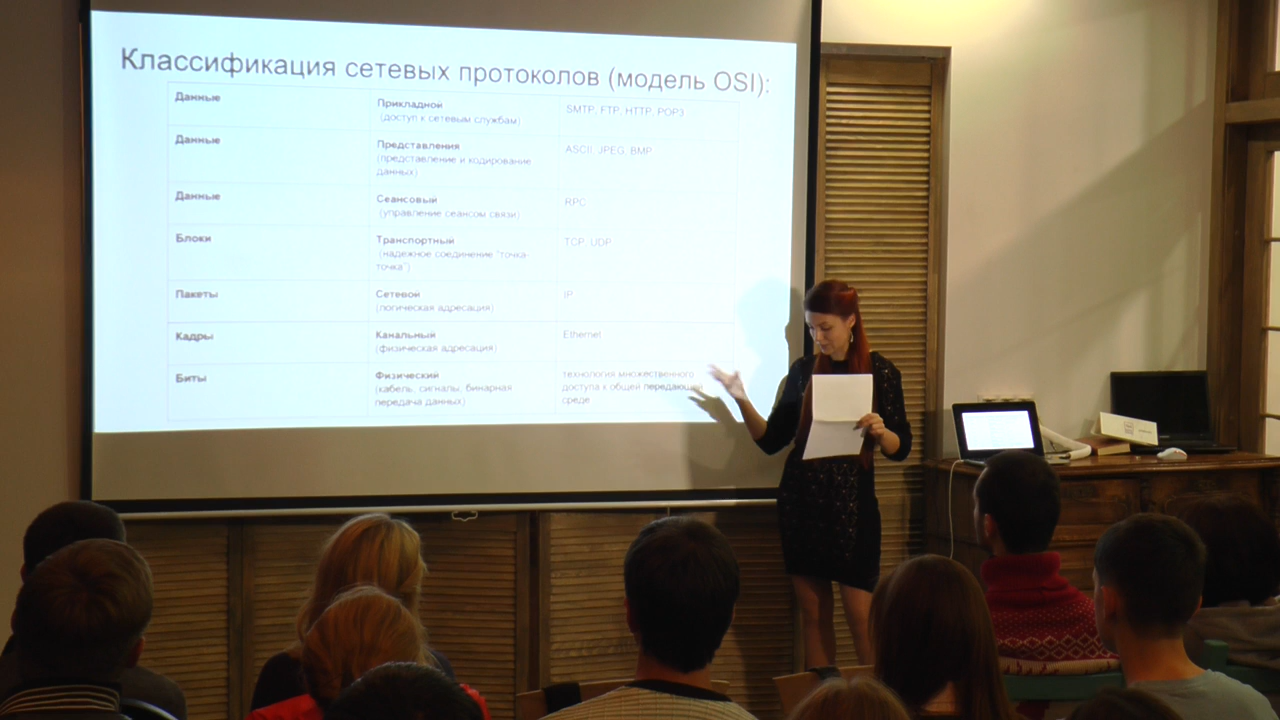 Классификация сетевых протоколов (модель OSI):
Данные
Прикладной
(доступ к сетевым службам)
SMTP, FTP, HTTP, POP3
Данные
Представления
(представление и кодирование
данных)
ASCII, JPEG, BMP
Данные
Сеансовый
(управление сеансом связи)
RPC
Блоки
Транспортный
(надежное соединение "точка-
точка")
TCP, UDP
Пакеты
Сетевой
(логическая адресация)
IP
Кадры
Канальный
(физическая адресация)
Ethernet
Биты
Физический
(кабель, сигналы, бинарная
передача данных)
технология множественного
доступа к общей передающей
среде